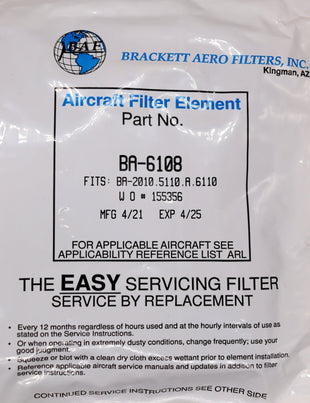 BAF
BRACKETT AERO FILTERS, INC.
Kingman, AZ
Aircraft Filter Element
Part No.
BA-6108
FITS: BA-2010.5110.A.6110
W O # 155356
MFG 4/21 EXP 4/25
FOR APPLICABLE AIRCRAFT SEE
APPLICABILITY REFERENCE LIST ARL
THE EASY SERVICING FILTER
SERVICE BY REPLACEMENT
• Every 12 months regardless of hours used and at the hourly intervals of use as
stated on the Service Instructions.
• Or when operating in extremely dusty conditions, change frequently; use your
good judgment.
• Squeeze or blot with a clean dry cloth excess wettant prior to element installation.
• Reference applicable aircraft service manuals and updates in addition to filter
service instructions.
CONTINUED SERVICE INSTRUCTIONS SEE OTHER SIDE